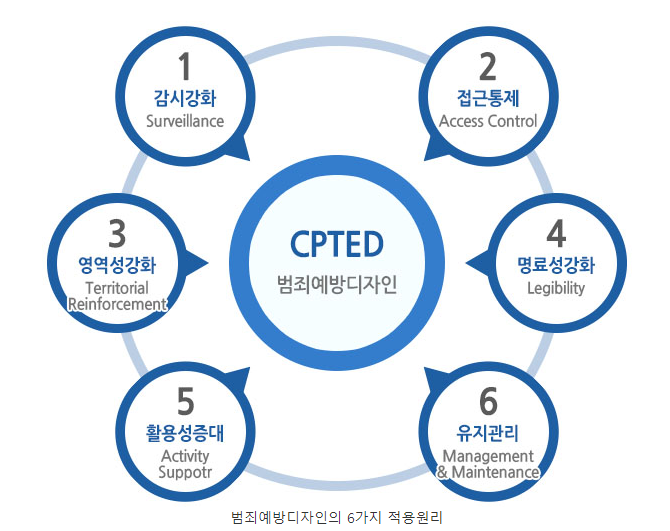 1
감시강화
Surveillance
2
접근통제
Access Control
3
영역성강화
Territorial
Reinforcement
CPTED
범죄예방디자인
4
명료성강화
Legibility
5
활용성증대
Activity
Suppotr
6
유지관리
Management
& Maintenance
범죄예방디자인의 6가지 적용원리